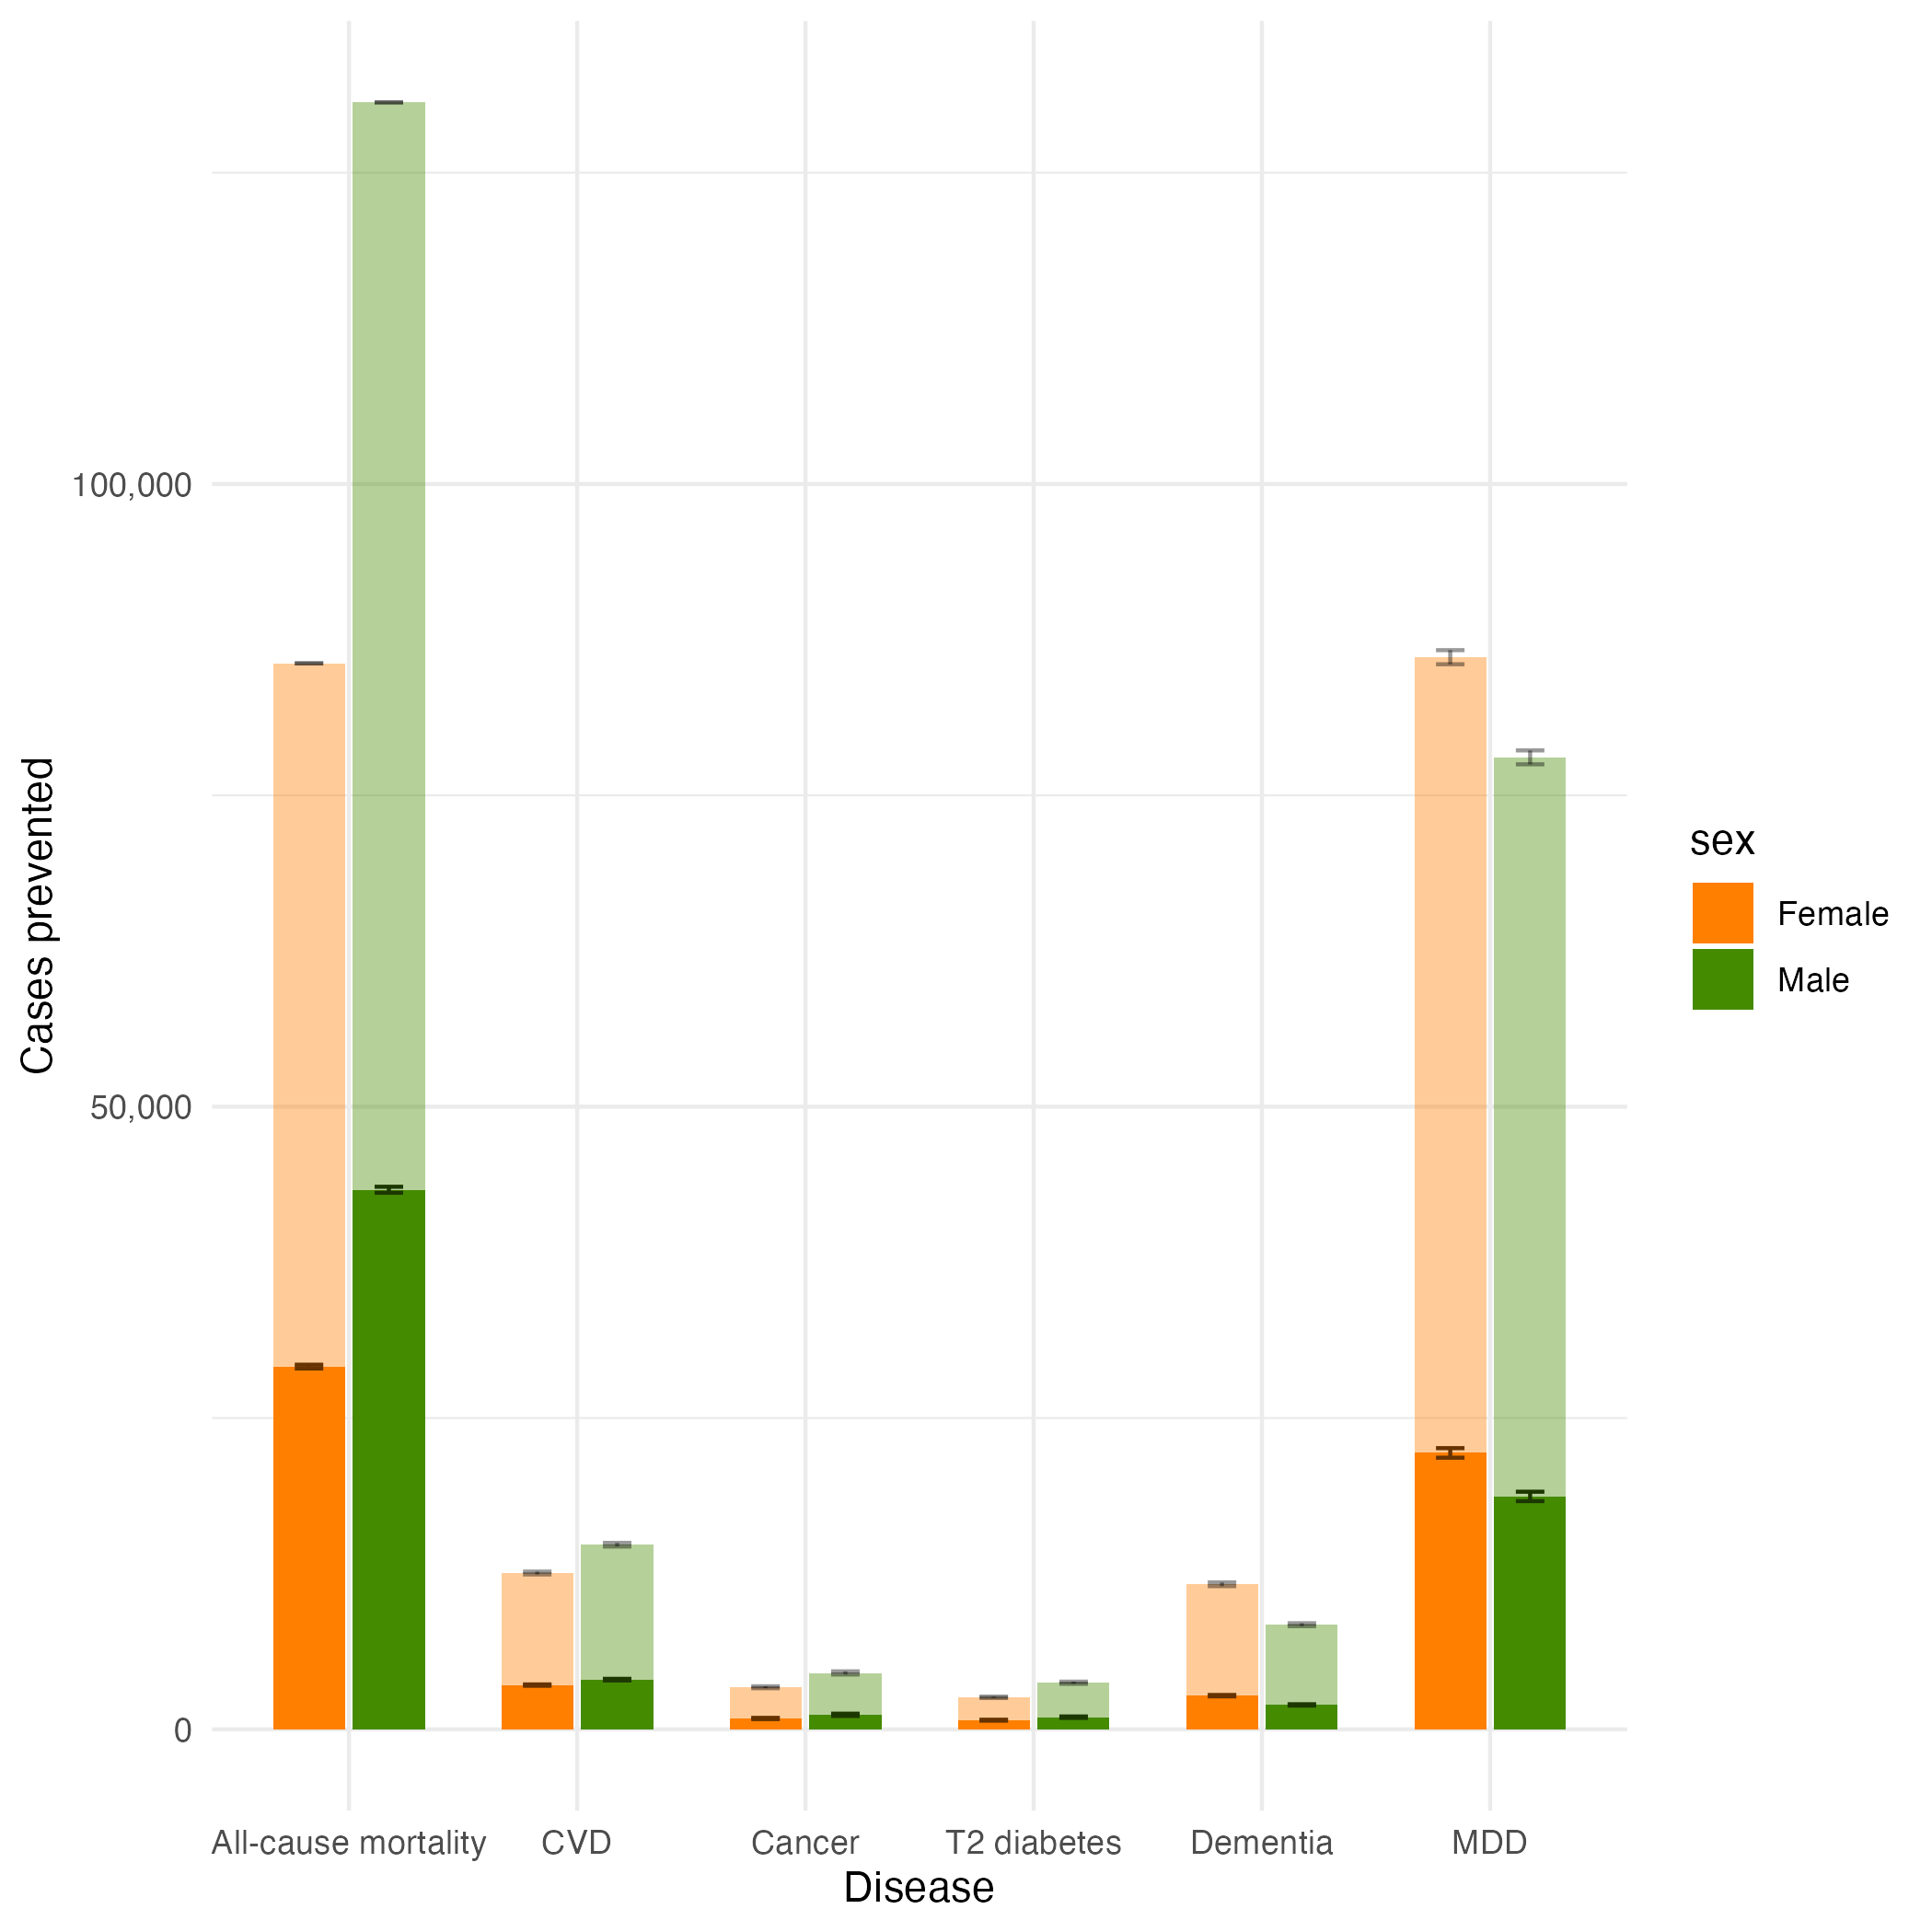 100,000
50,000
0
Cases prevented
All-cause mortality CVD Cancer T2 diabetes Dementia MDD
Disease
sex
Female
Male